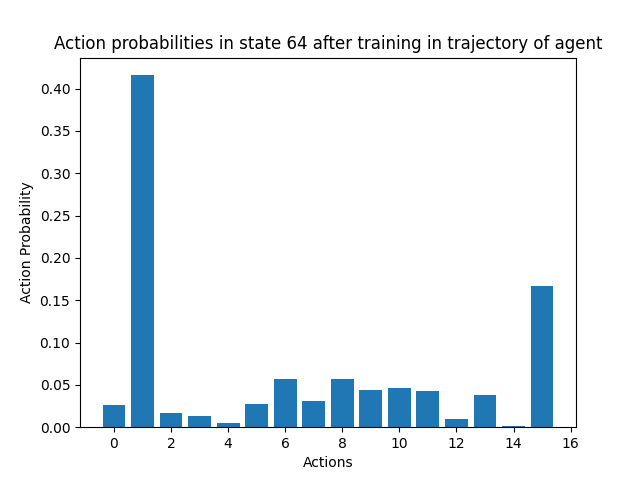 Action probabilities in state 64 after training in trajectory of agent
0.40
0.35
0.30
0.25
0.20
0.15
0.10
0.05
0.00
Action Probability
0 2 4 6 8 10 12 14 16
Actions